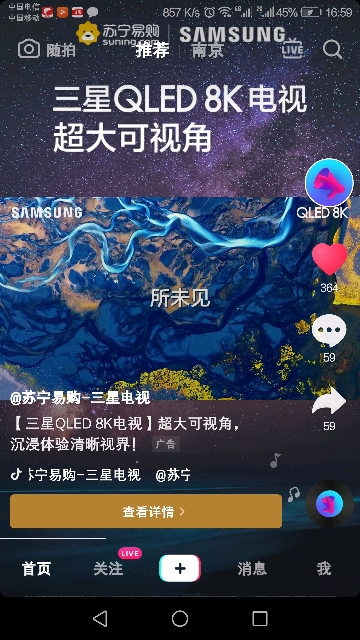 中国电信
中国移动
857 K/s
45%
16:59
苏宁易购
suning.com
SAMSUNG
随拍
推荐
南京
LIVE
三星QLED 8K电视
超大可视角
SAMSUNG
QLED 8K
所未见
364
59
59
@苏宁易购-三星电视
【三星QLED 8K电视】超大可视角，
沉浸体验清晰视界！ 广告
苏宁易购-三星电视 @苏宁
查看详情 >
LIVE
首页
关注
消息
我